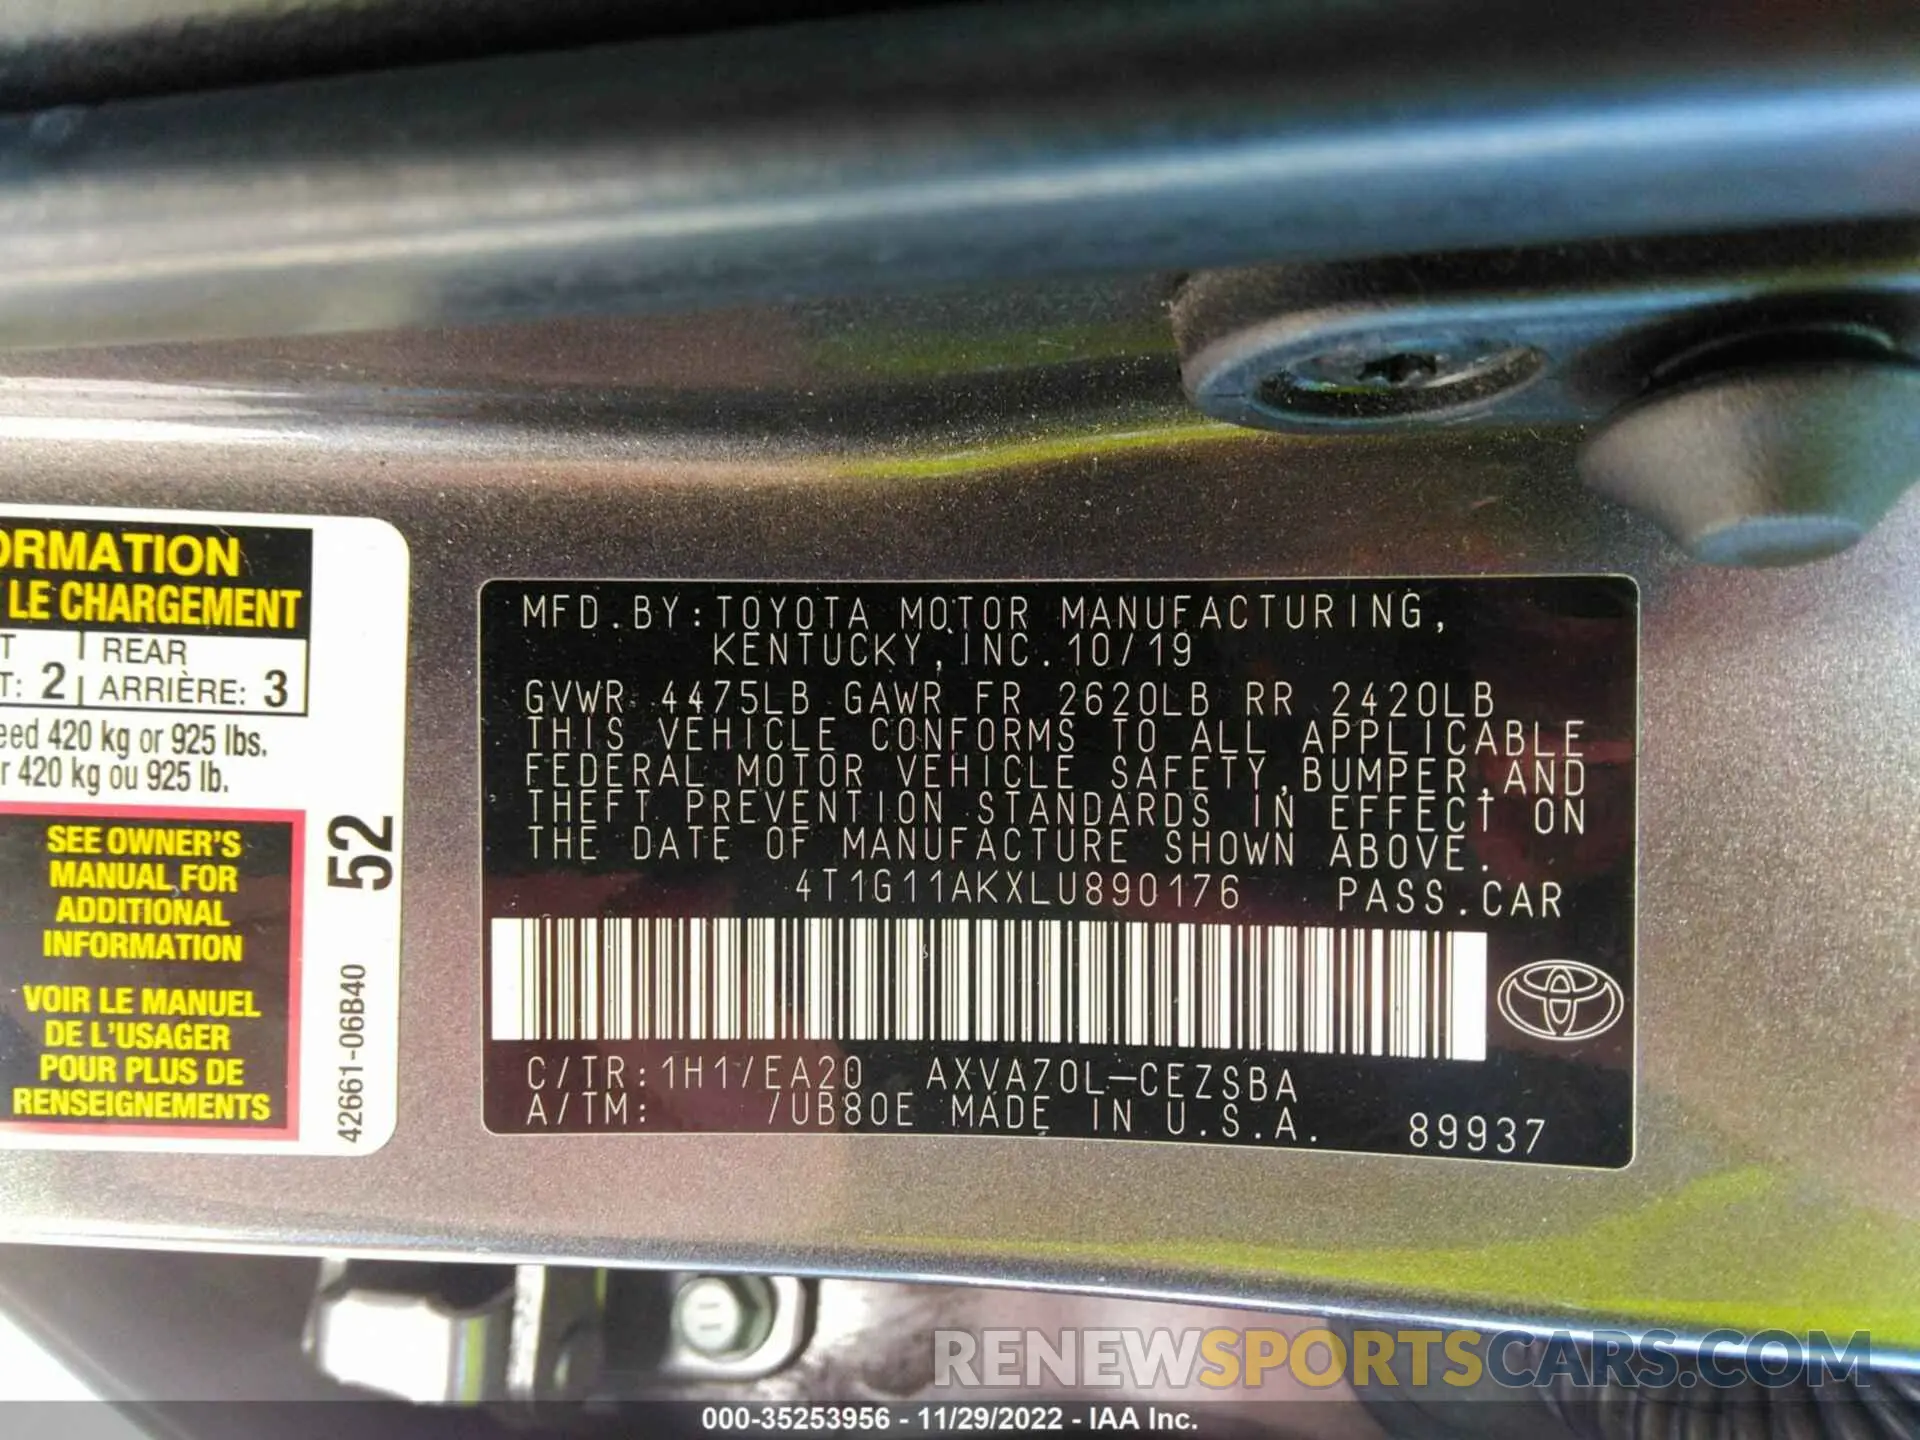 ORMATION
LE CHARGEMENT
T | REAR
T: 2 | ARRIÈRE: 3
eed 420 kg or 925 lbs.
r 420 kg ou 925 lb.
SEE OWNER'S
MANUAL FOR
ADDITIONAL
INFORMATION
VOIR LE MANUEL
DE L'USAGER
POUR PLUS DE
RENSEIGNEMENTS
52
42661-06B40
MFD.BY:TOYOTA MOTOR MANUFACTURING,
KENTUCKY,INC.10/19
GVWR 4475LB GAWR FR 2620LB RR 2420LB
THIS VEHICLE CONFORMS TO ALL APPLICABLE
FEDERAL MOTOR VEHICLE SAFETY,BUMPER,AND
THEFT PREVENTION STANDARDS IN EFFECT ON
THE DATE OF MANUFACTURE SHOWN ABOVE.
4T1G11AKXLU890176 PASS.CAR
C/TR:1H1/EA20 AXVA70L-CEZSBA
A/TM: /UB80E MADE IN U.S.A. 89937
RENEWSPORTSCARS.COM
000-35253956 - 11/29/2022 - IAA Inc.